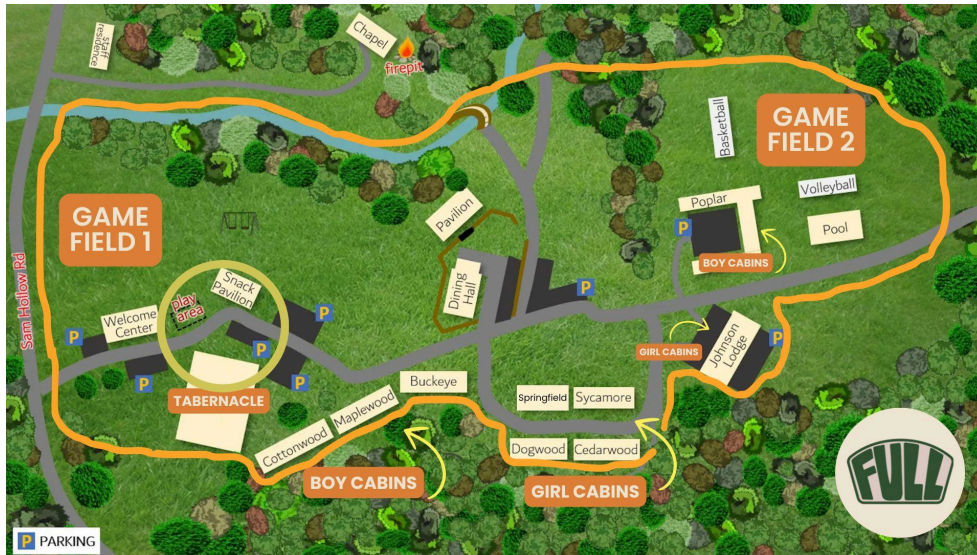 staff
residence
Chapel
firepit
Basketball
GAME
FIELD 2
Volleyball
Poplar
Pool
P
BOY CABINS
GAME
FIELD 1
Pavilion
Dining
Hall
P
Snack
Pavilion
play
area
Welcome
Center
P
P
P
P
TABERNACLE
Sam Hollow Rd
GIRL CABINS
Johnson
Lodge
P
Buckeye
Maplewood
Cottonwood
Springfield
Sycamore
Dogwood
Cedarwood
BOY CABINS
GIRL CABINS
FULL
P PARKING